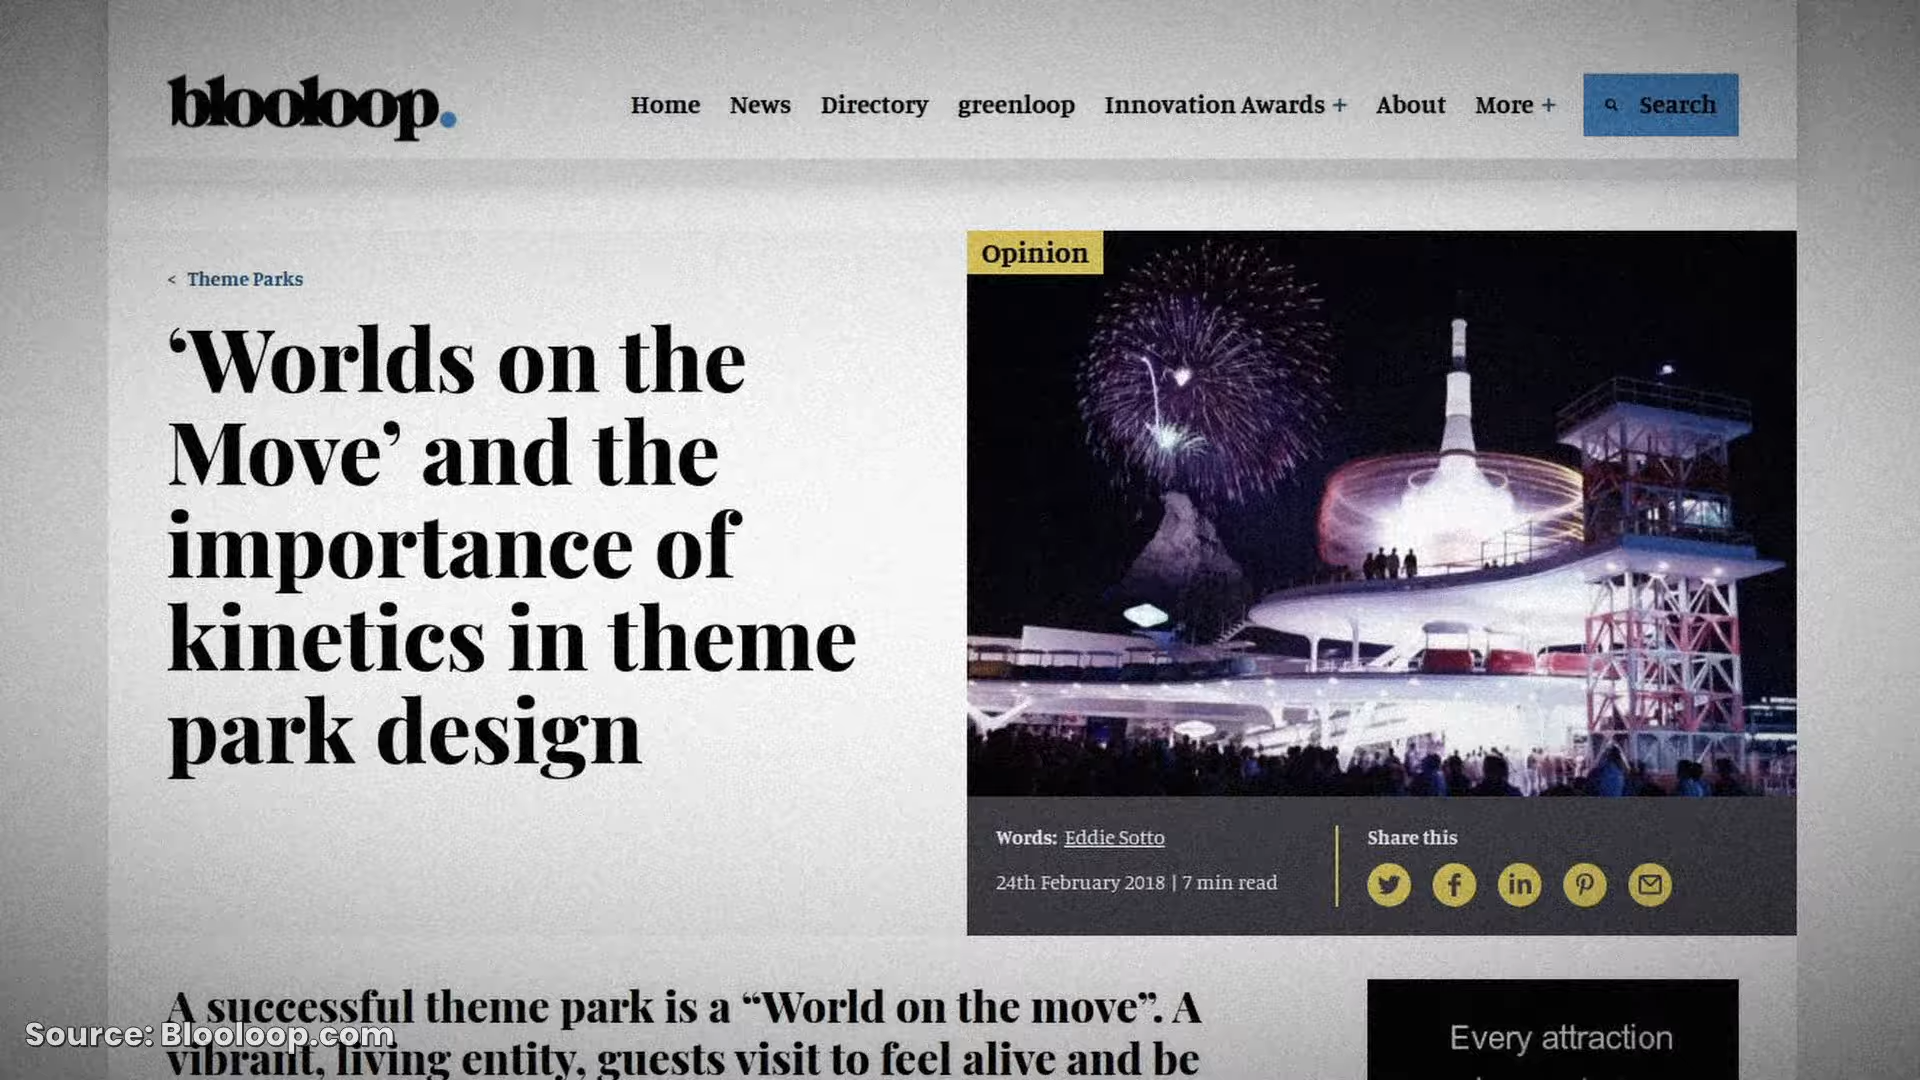 blooloop.
Home News Directory greenloop Innovation Awards + About More + Search
< Theme Parks
‘Worlds on the
Move’ and the
importance of
kinetics in theme
park design
Opinion
Words: Eddie Sotto
24th February 2018 | 7 min read
Share this
A successful theme park is a “World on the move”. A
vibrant, living entity, guests visit to feel alive and be
Every attraction
Source: Blooloop.com